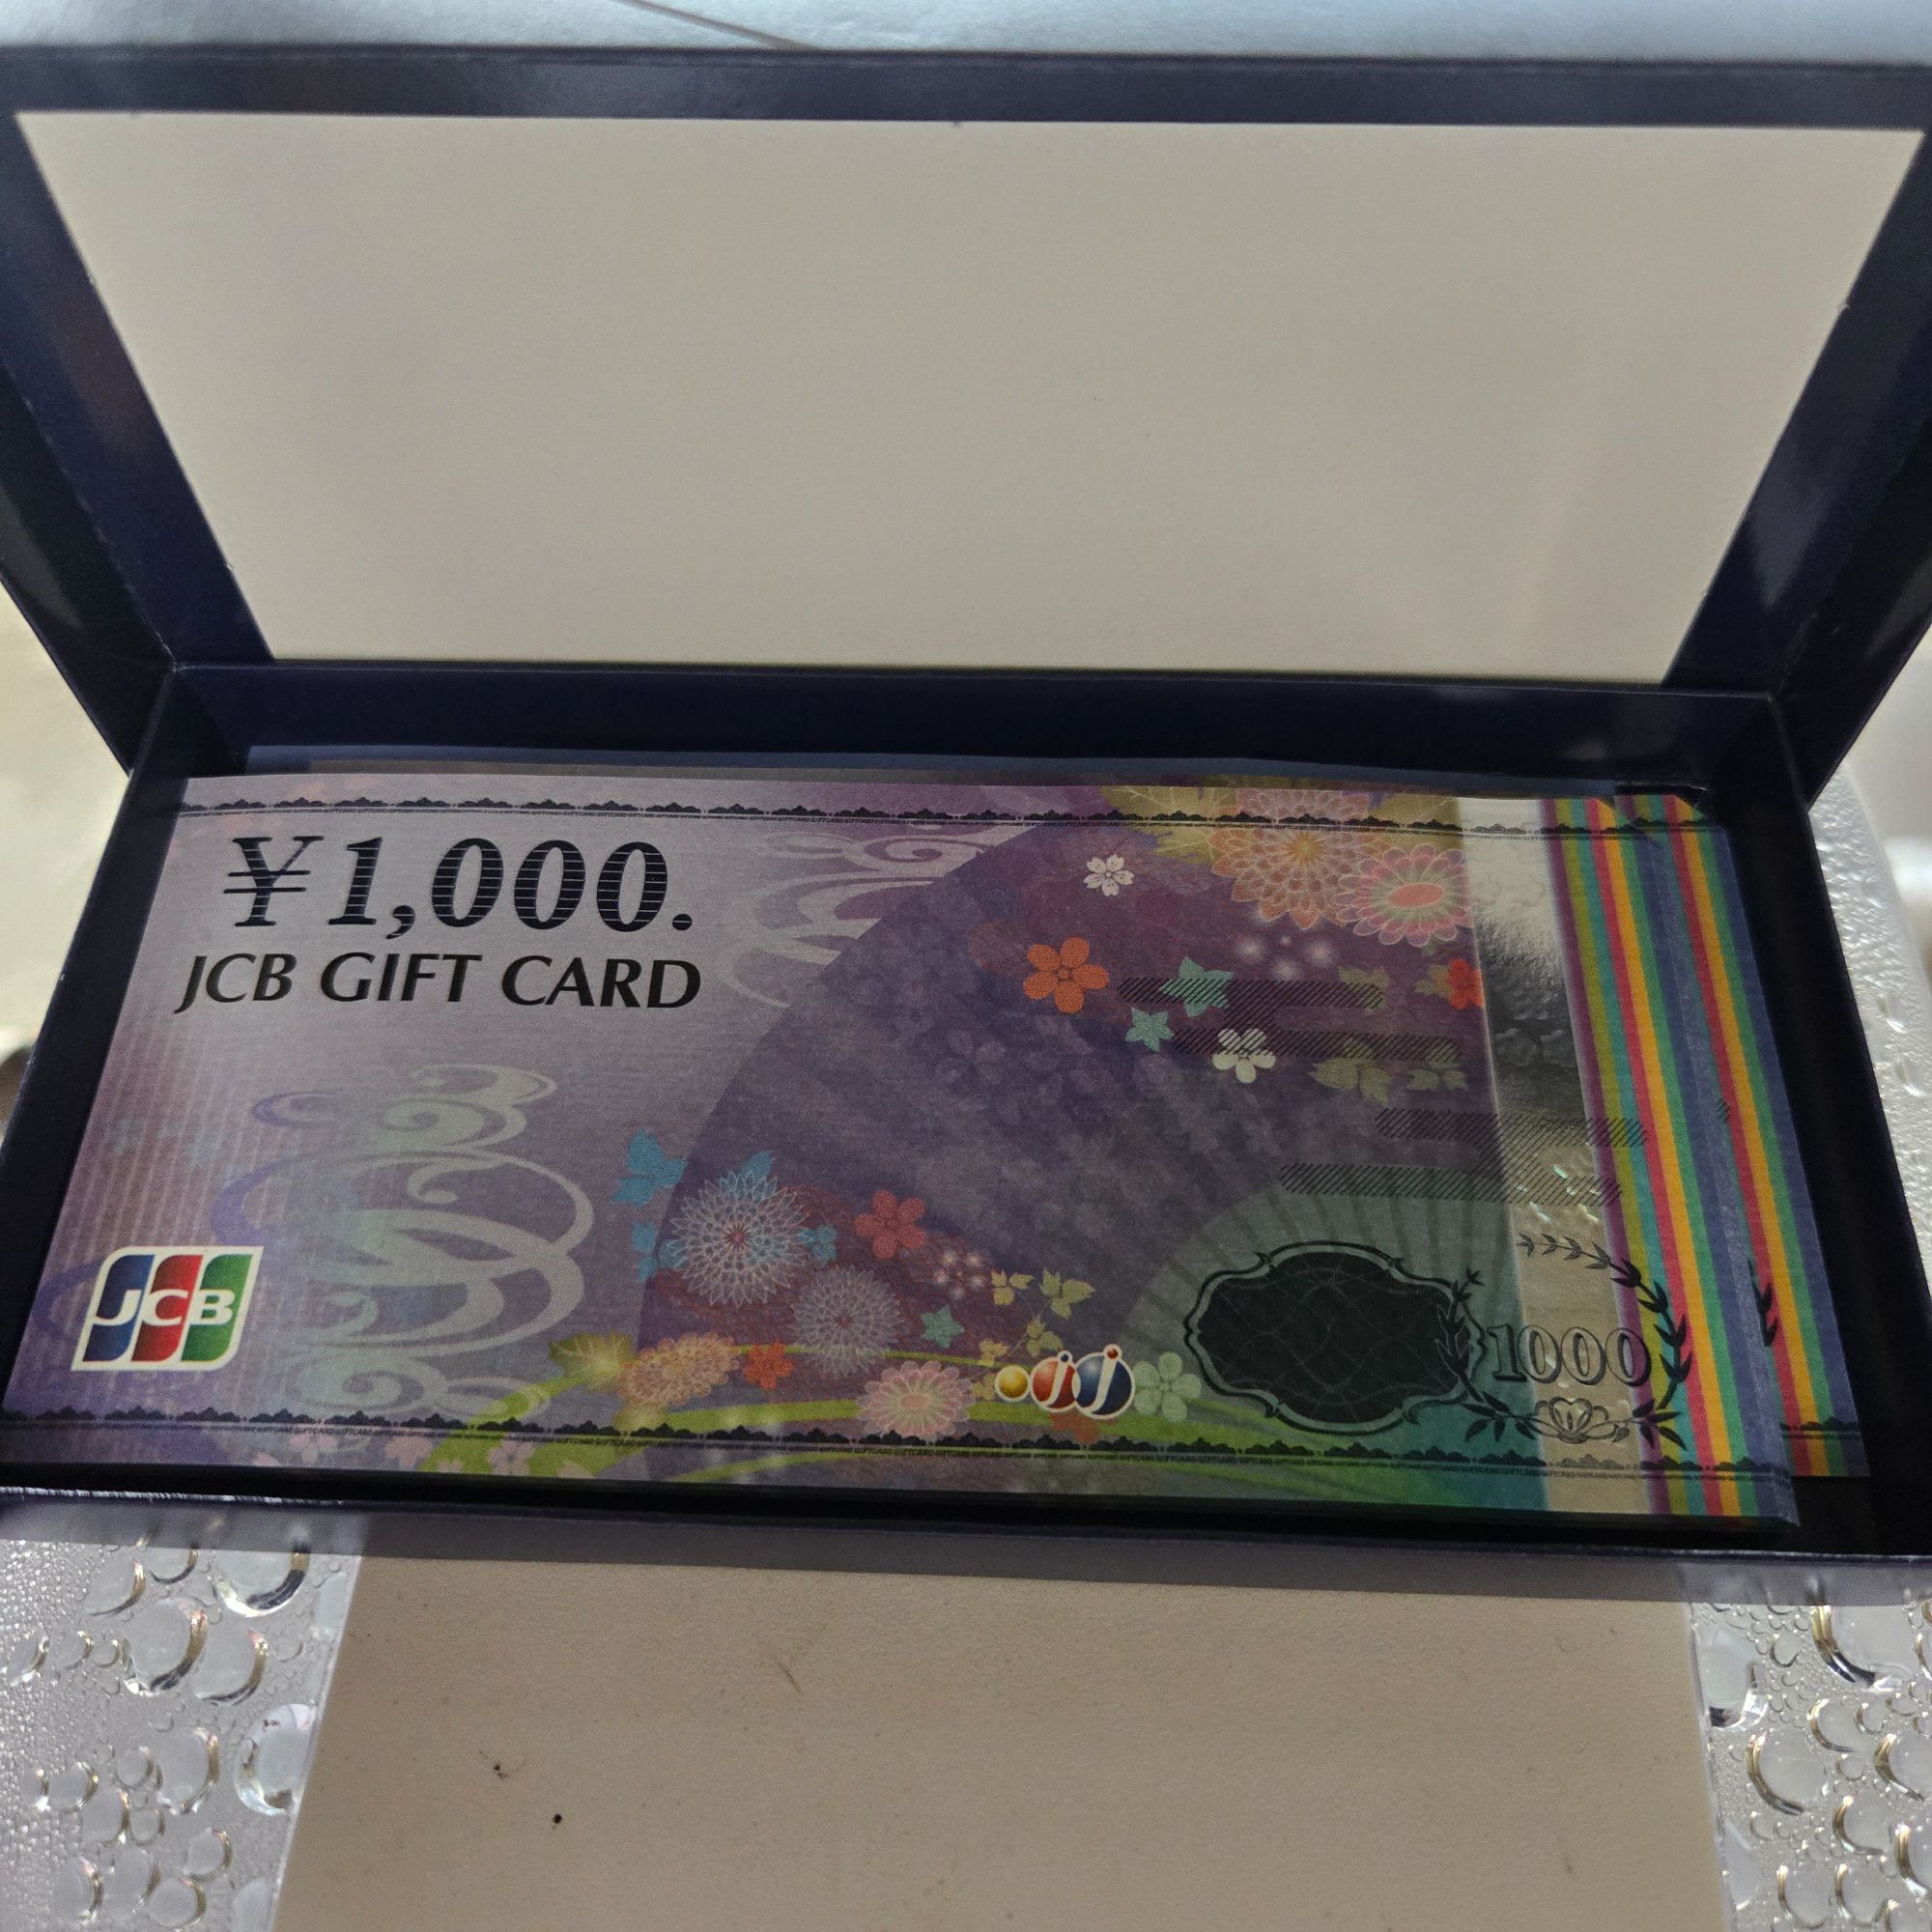 ¥1,000.
JCB GIFT CARD
JCB
1000